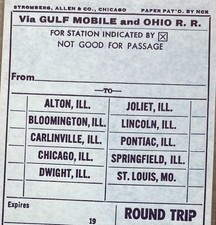 STROMBERG, ALLEN & CO., CHICAGO PAPER PAT'D. BY NCR
Via GULF MOBILE and OHIO R. R.
FOR STATION INDICATED BY ☒
NOT GOOD FOR PASSAGE
From
TO
ALTON, ILL. JOLIET, ILL.
BLOOMINGTON, ILL. LINCOLN, ILL.
CARLINVILLE, ILL. PONTIAC, ILL.
CHICAGO, ILL. SPRINGFIELD, ILL.
DWIGHT, ILL. ST. LOUIS, MO.
Expires
19 ROUND TRIP